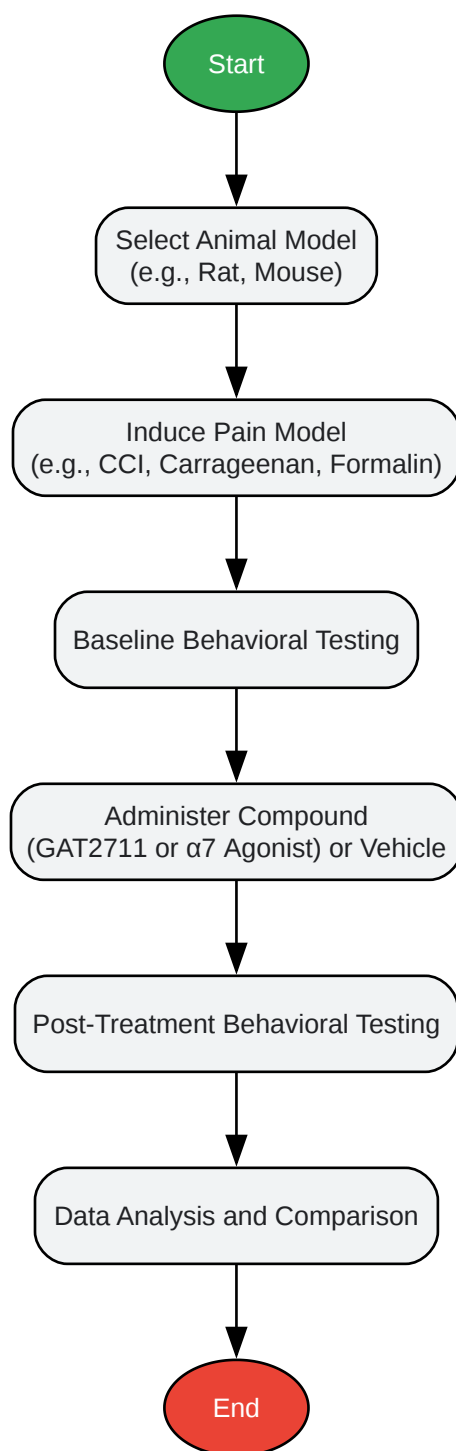 Start
Select Animal Model
(e.g., Rat, Mouse)
Induce Pain Model
(e.g., CCI, Carrageenan, Formalin)
Baseline Behavioral Testing
Administer Compound
(GAT2711 or α7 Agonist) or Vehicle
Post-Treatment Behavioral Testing
Data Analysis and Comparison
End